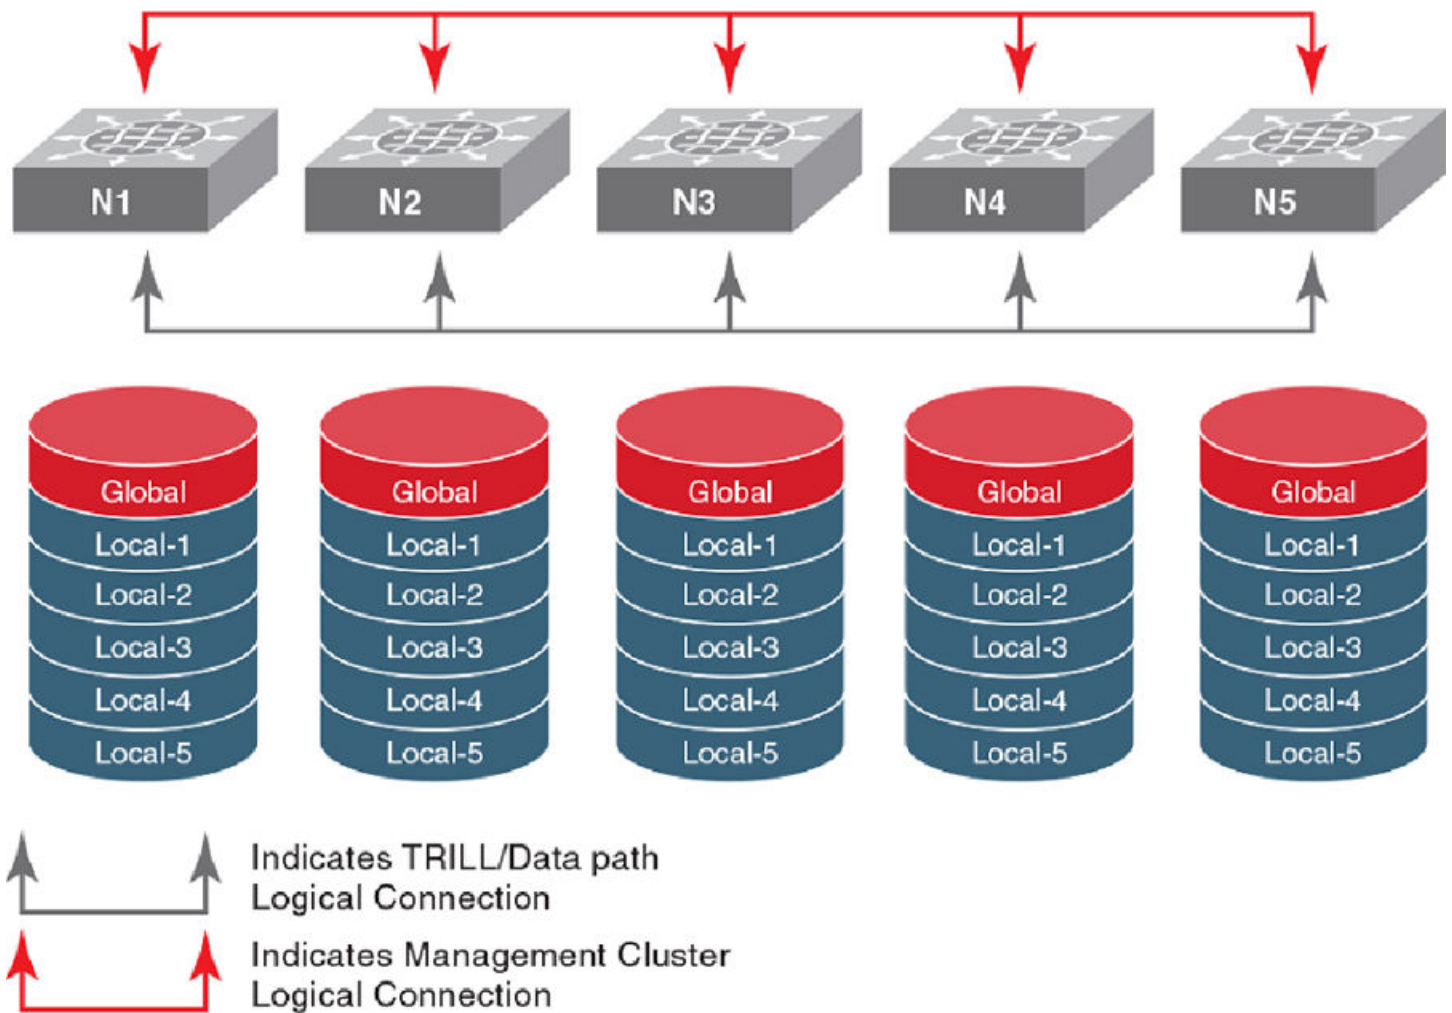 N1 N2 N3 N4 N5
Global Global Global Global Global
Local-1 Local-1 Local-1 Local-1 Local-1
Local-2 Local-2 Local-2 Local-2 Local-2
Local-3 Local-3 Local-3 Local-3 Local-3
Local-4 Local-4 Local-4 Local-4 Local-4
Local-5 Local-5 Local-5 Local-5 Local-5
Indicates TRILL/Data path
Logical Connection
Indicates Management Cluster
Logical Connection